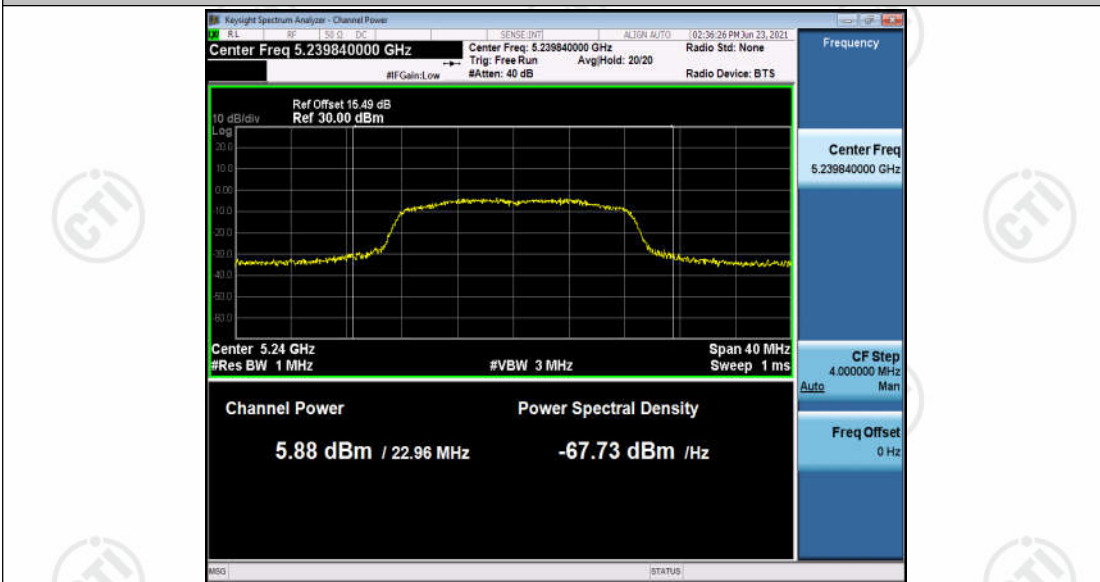 Keysight Spectrum Analyzer - Channel Power
RL RF 50 Ω DC SENSE:INT ALIGN AUTO 02:36:26 PM Jun 23, 2021
Center Freq 5.239840000 GHz
Center Freq: 5.239840000 GHz
Radio Std: None
Trig: Free Run Avg|Hold: 20/20
#IFGain:Low
#Atten: 40 dB
Radio Device: BTS
Frequency
Ref Offset 15.49 dB
10 dB/div Ref 30.00 dBm
Log
20.0
10.0
0.00
-10.0
-20.0
-30.0
-40.0
-50.0
-60.0
Center 5.24 GHz
Span 40 MHz
#Res BW 1 MHz
#VBW 3 MHz
Sweep 1 ms
Channel Power
Power Spectral Density
5.88 dBm / 22.96 MHz
-67.73 dBm /Hz
Center Freq
5.239840000 GHz
CF Step
4.000000 MHz
Auto Man
Freq Offset
0 Hz
MSG
STATUS
CTI
CTI
CTI
CTI